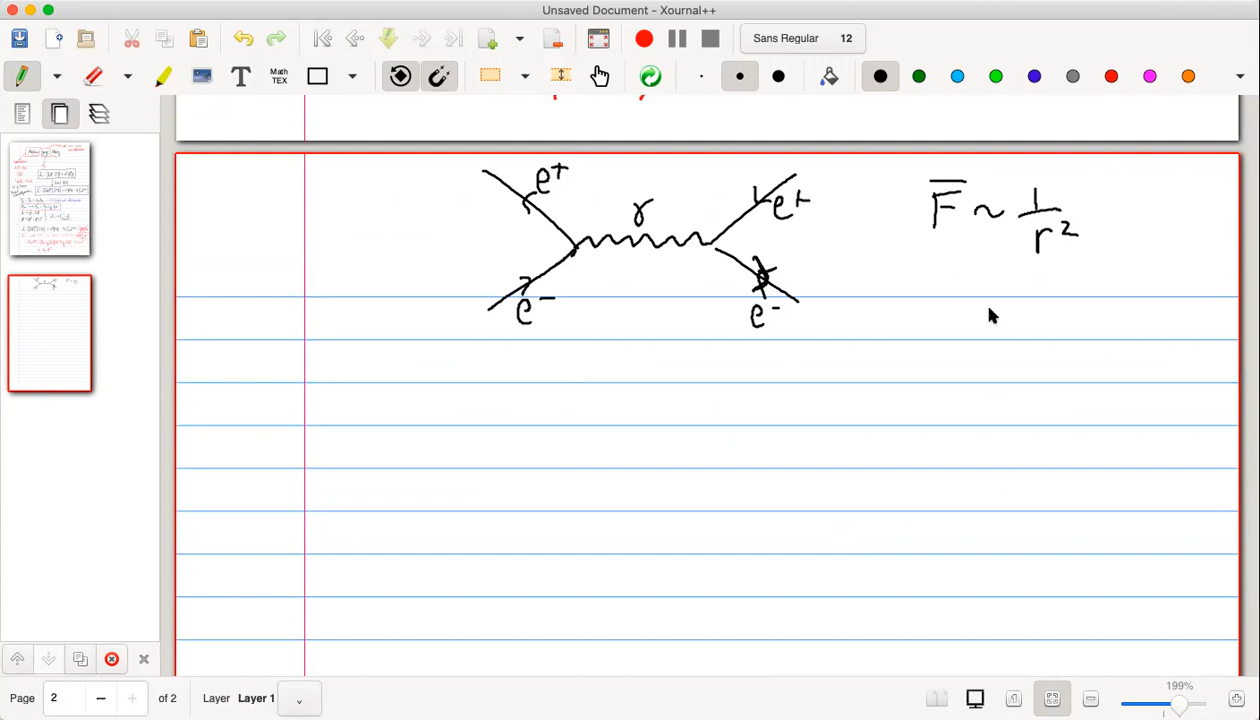 Unsaved Document - Xournal++
Sans Regular 12
Math
TEX
e+ γ e+
F ~ 1/r²
e- e-
Page 2 of 2 Layer Layer 1
199%